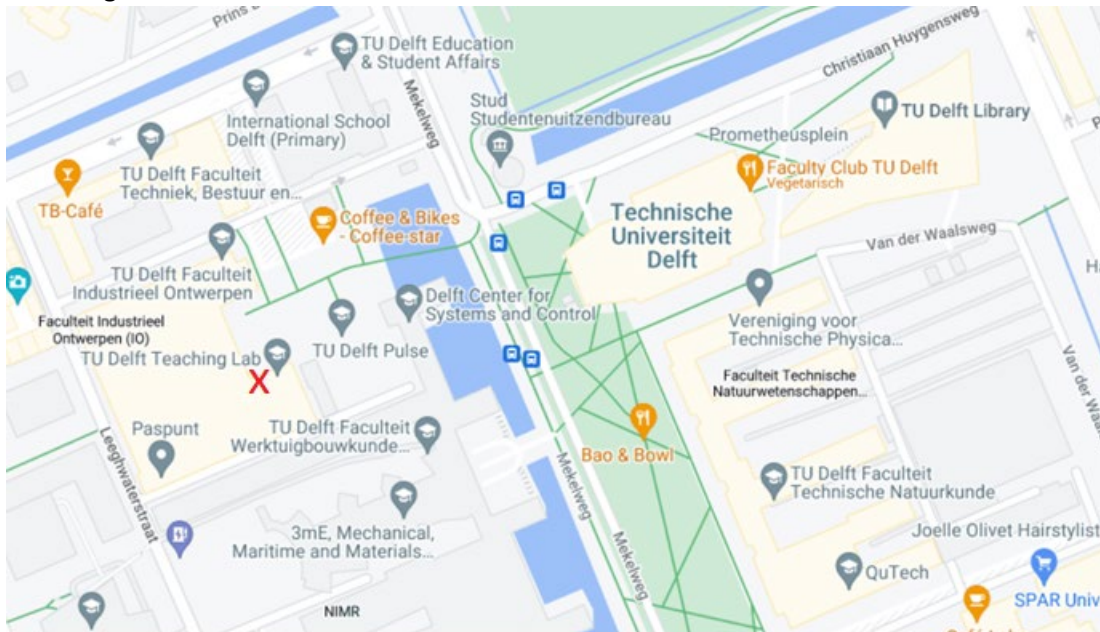 Prins
TU Delft Education
& Student Affairs
Christiaan Huygensweg
Mekelweg
Stud
Studentenuitzendbureau
TU Delft Library
International School
Delft (Primary)
Prometheusplein
TU Delft Faculteit
Techniek, Bestuur en...
Faculty Club TU Delft
Vegetarisch
TB-Café
Coffee & Bikes
- Coffee-star
Technische
Universiteit
Delft
Van der Waalsweg
TU Delft Faculteit
Industrieel Ontwerpen
Delft Center for
Systems and Control
Faculteit Industrieel
Ontwerpen (IO)
TU Delft Teaching Lab
TU Delft Pulse
Vereniging voor
Technische Physica...
X
Faculteit Technische
Natuurwetenschappen...
Van der
Paspunt
TU Delft Faculteit
Werktuigbouwkunde...
Bao & Bowl
Leeghwaterstraat
Mekelweg
TU Delft Faculteit
Technische Natuurkunde
3mE, Mechanical,
Maritime and Materials...
Mekelweg
Joelle Olivet Hairstylist
QuTech
SPAR Univ
NIMR